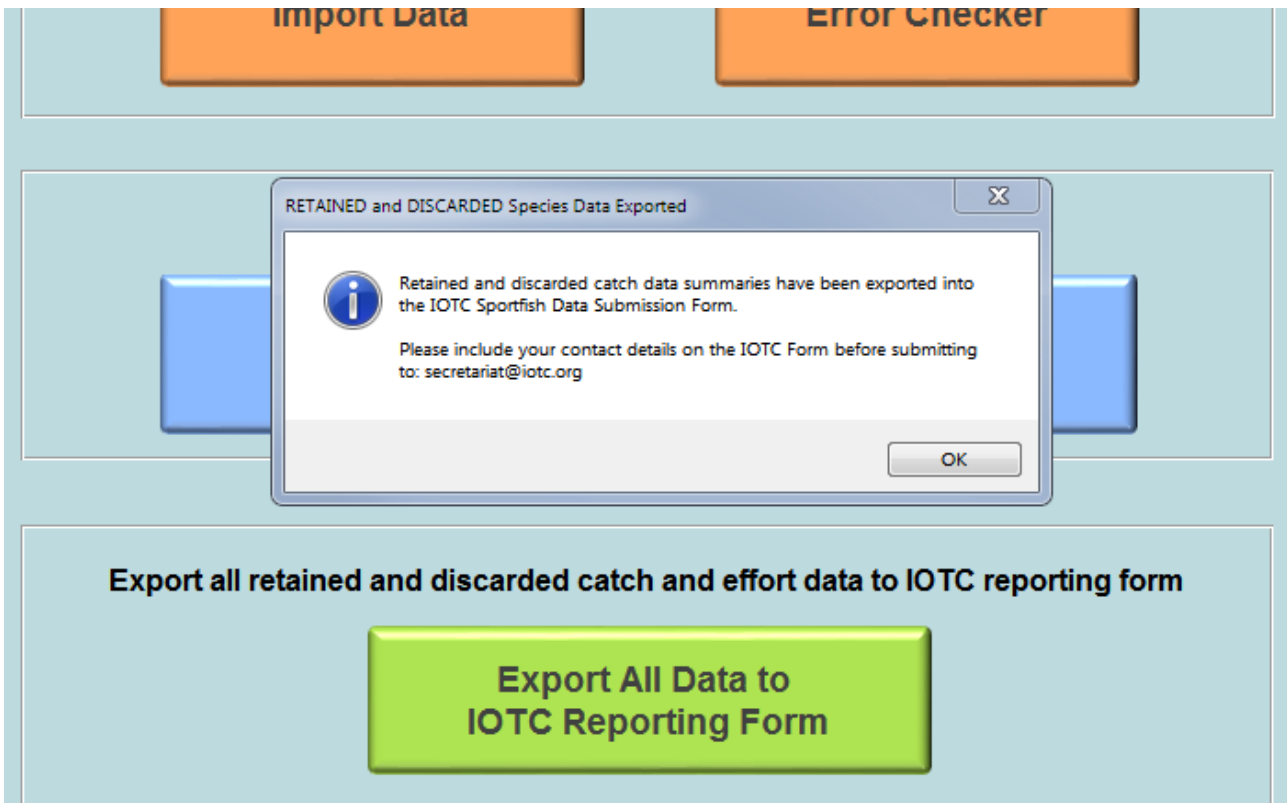 Import Data
Error Checker
RETAINED and DISCARDED Species Data Exported
Retained and discarded catch data summaries have been exported into
the IOTC Sportfish Data Submission Form.
Please include your contact details on the IOTC Form before submitting
to: secretariat@iotc.org
OK
Export all retained and discarded catch and effort data to IOTC reporting form
Export All Data to
IOTC Reporting Form